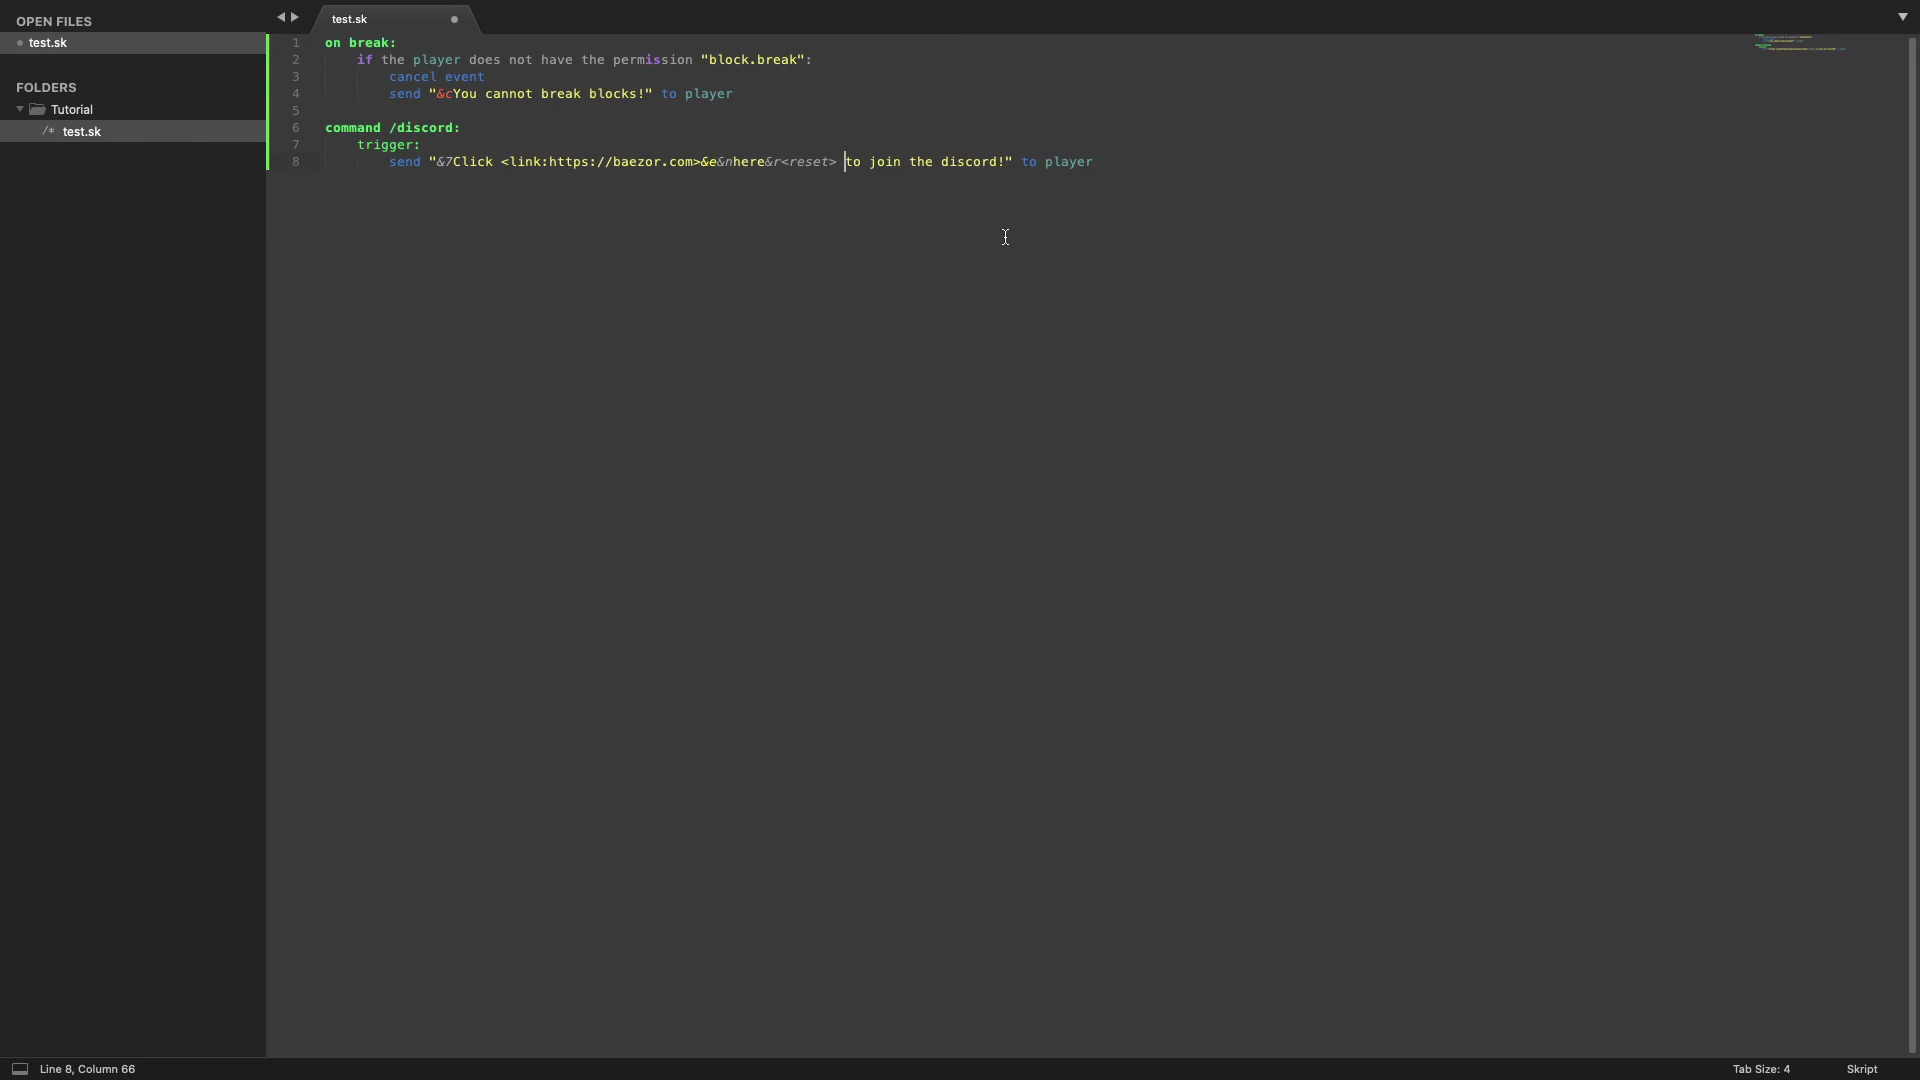 OPEN FILES
test.sk
FOLDERS
Tutorial
/* test.sk
test.sk
1 on break:
2 if the player does not have the permission "block.break":
3 cancel event
4 send "&cYou cannot break blocks!" to player
5
6 command /discord:
7 trigger:
8 send "&7Click <link:https://baezor.com>&e&nhere&r<reset> to join the discord!" to player
Line 8, Column 66
Tab Size: 4
Skript